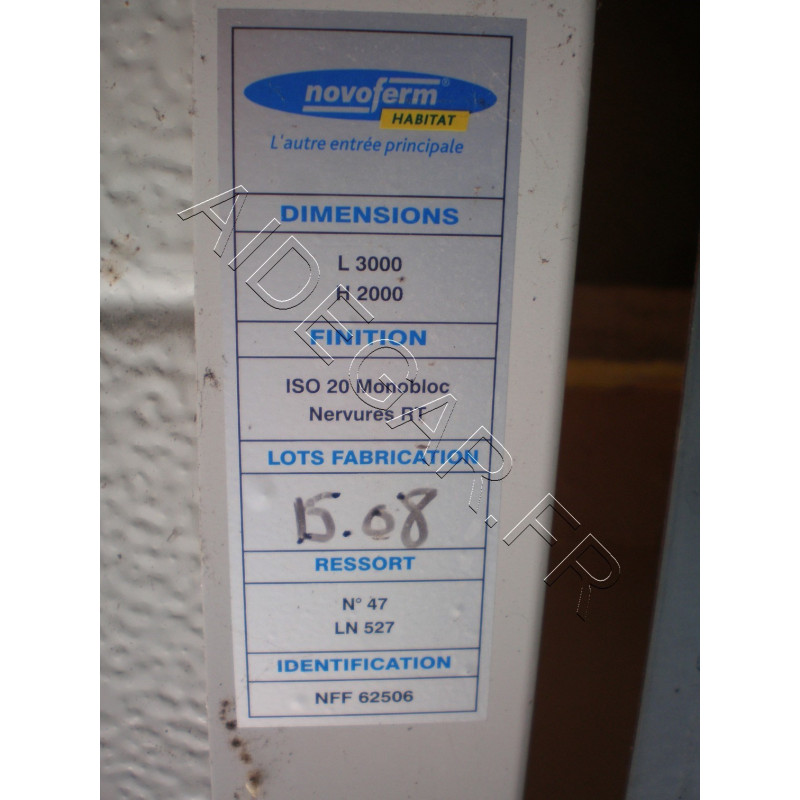 novoferm®
HABITAT
L'autre entrée principale
DIMENSIONS
L 3000
H 2000
FINITION
ISO 20 Monobloc
Nervures RT
LOTS FABRICATION
15.08
RESSORT
N° 47
LN 527
IDENTIFICATION
NFF 62506
AIDEGAR.FR